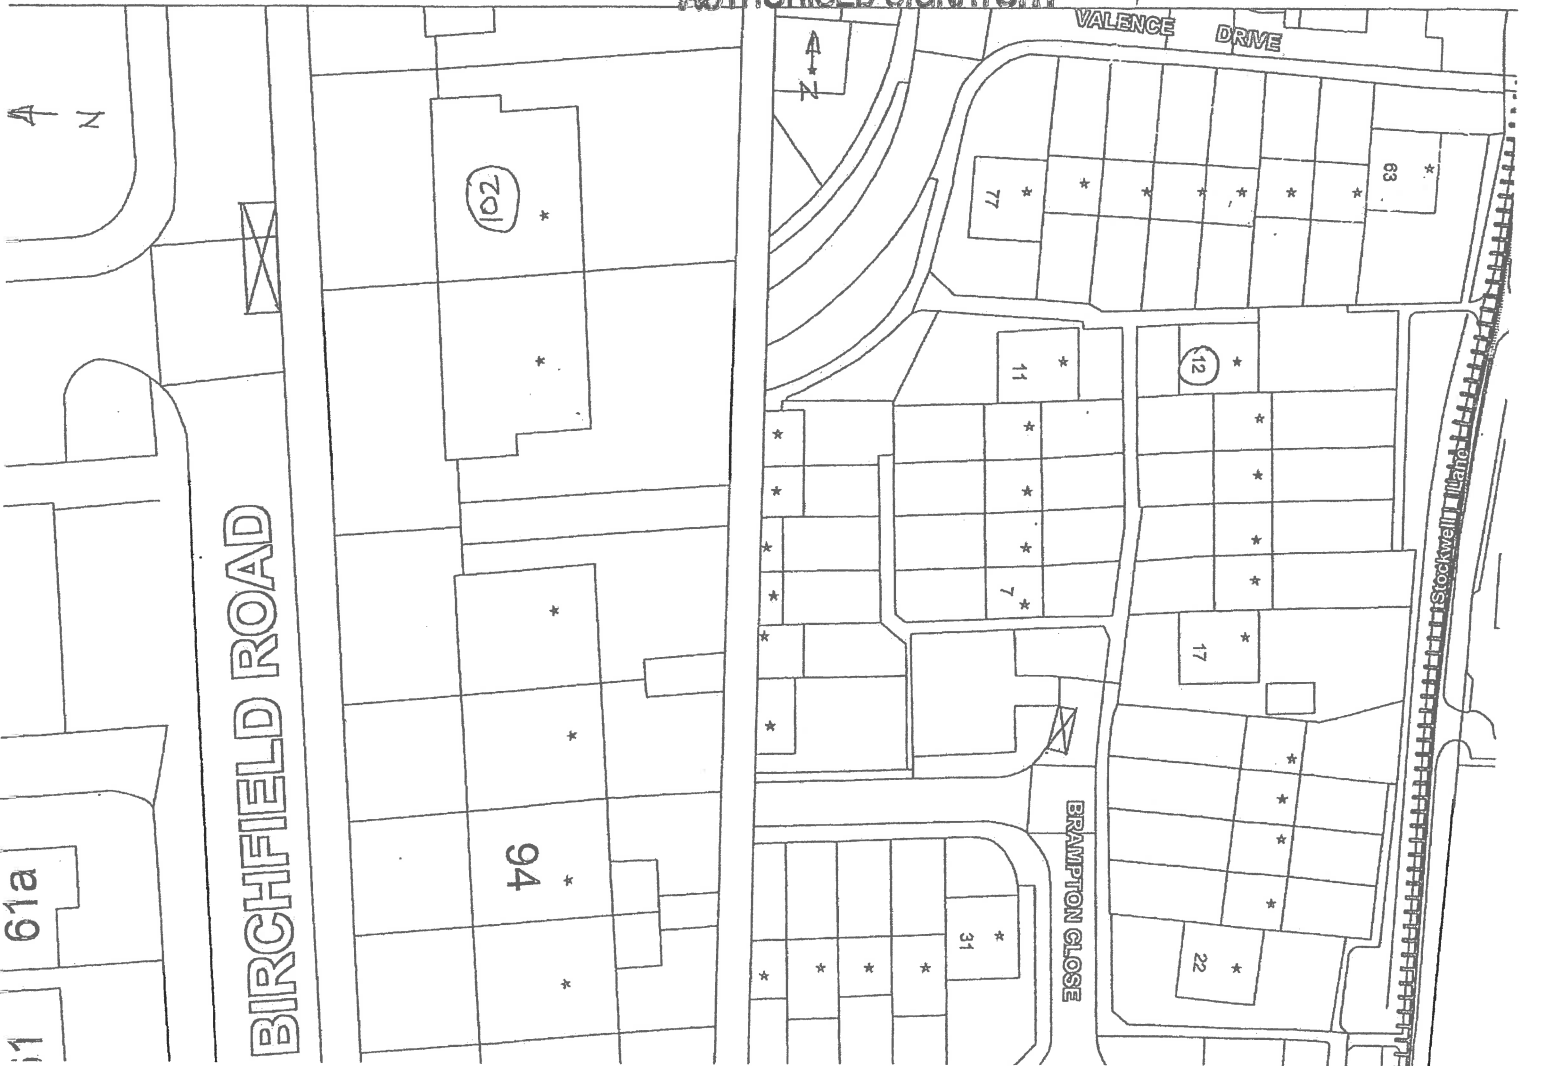 VALENCE DRIVE
N
N
102
77
63
11
12
7
17
Stockwell Lane
BIRCHFIELD ROAD
94
61a
BRAMPTON CLOSE
31
22